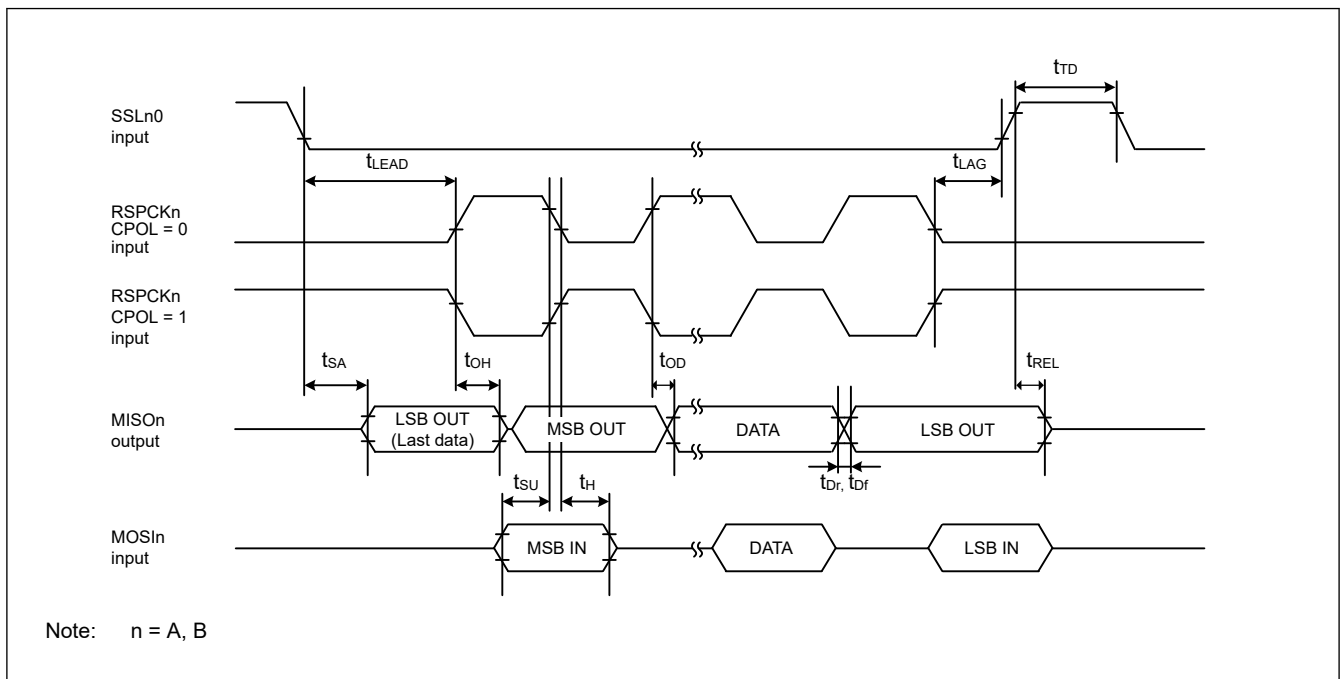 tTD
SSLn0
input
tLEAD
tLAG
RSPCKn
CPOL = 0
input
RSPCKn
CPOL = 1
input
tSA
tOH
tOD
tREL
MISOn
output
LSB OUT
(Last data)
MSB OUT
DATA
LSB OUT
tSU
tH
tDr, tDf
MOSIn
input
MSB IN
DATA
LSB IN
Note: n = A, B